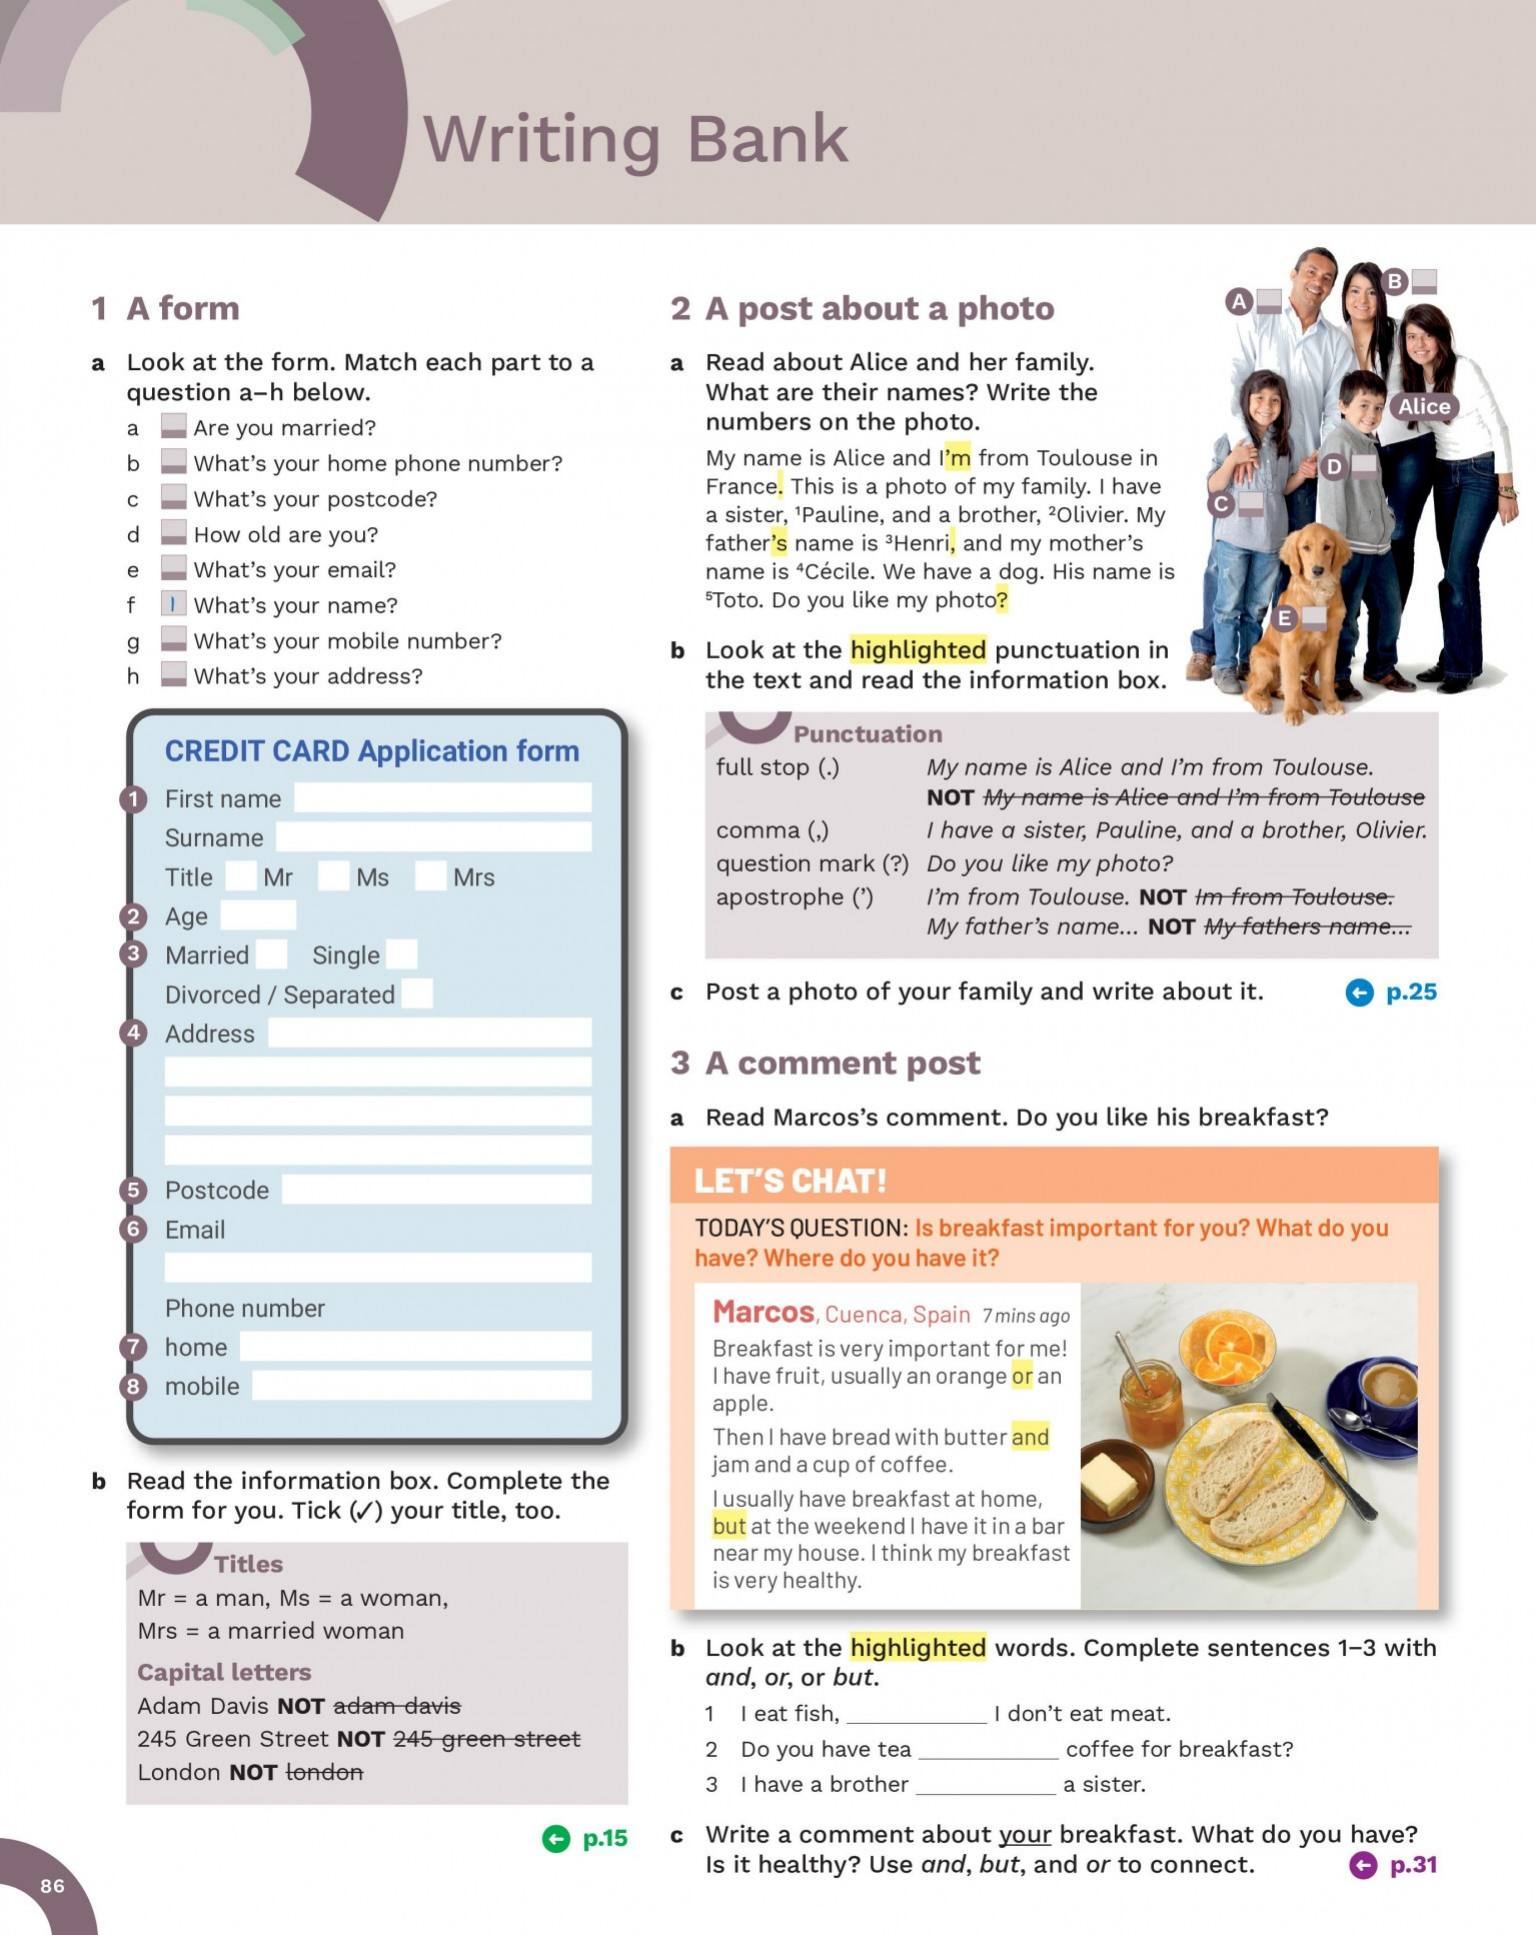 Writing Bank
1 A form
a Look at the form. Match each part to a
question a–h below.
a Are you married?
b What's your home phone number?
c What's your postcode?
d How old are you?
e What's your email?
f 1 What's your name?
g What's your mobile number?
h What's your address?
CREDIT CARD Application form
1 First name
Surname
Title Mr Ms Mrs
2 Age
3 Married Single
Divorced / Separated
4 Address
5 Postcode
6 Email
Phone number
7 home
8 mobile
b Read the information box. Complete the
form for you. Tick (✓) your title, too.
Titles
Mr = a man, Ms = a woman,
Mrs = a married woman
Capital letters
Adam Davis NOT adam davis
245 Green Street NOT 245 green street
London NOT london
p.15
86
2 A post about a photo
a Read about Alice and her family.
What are their names? Write the
numbers on the photo.
My name is Alice and I'm from Toulouse in
France. This is a photo of my family. I have
a sister, ¹Pauline, and a brother, ²Olivier. My
father's name is ³Henri, and my mother's
name is ⁴Cécile. We have a dog. His name is
⁵Toto. Do you like my photo?
A
B
Alice
D
C
E
b Look at the highlighted punctuation in
the text and read the information box.
Punctuation
full stop (.) My name is Alice and I'm from Toulouse.
NOT My name is Alice and I'm from Toulouse
comma (,) I have a sister, Pauline, and a brother, Olivier.
question mark (?) Do you like my photo?
apostrophe (') I'm from Toulouse. NOT Im from Toulouse.
My father's name... NOT My fathers name...
c Post a photo of your family and write about it. p.25
3 A comment post
a Read Marcos's comment. Do you like his breakfast?
LET'S CHAT!
TODAY'S QUESTION: Is breakfast important for you? What do you
have? Where do you have it?
Marcos, Cuenca, Spain 7 mins ago
Breakfast is very important for me!
I have fruit, usually an orange or an
apple.
Then I have bread with butter and
jam and a cup of coffee.
I usually have breakfast at home,
but at the weekend I have it in a bar
near my house. I think my breakfast
is very healthy.
b Look at the highlighted words. Complete sentences 1–3 with
and, or, or but.
1 I eat fish, ____________ I don't eat meat.
2 Do you have tea ____________ coffee for breakfast?
3 I have a brother ____________ a sister.
c Write a comment about your breakfast. What do you have?
Is it healthy? Use and, but, and or to connect. p.31